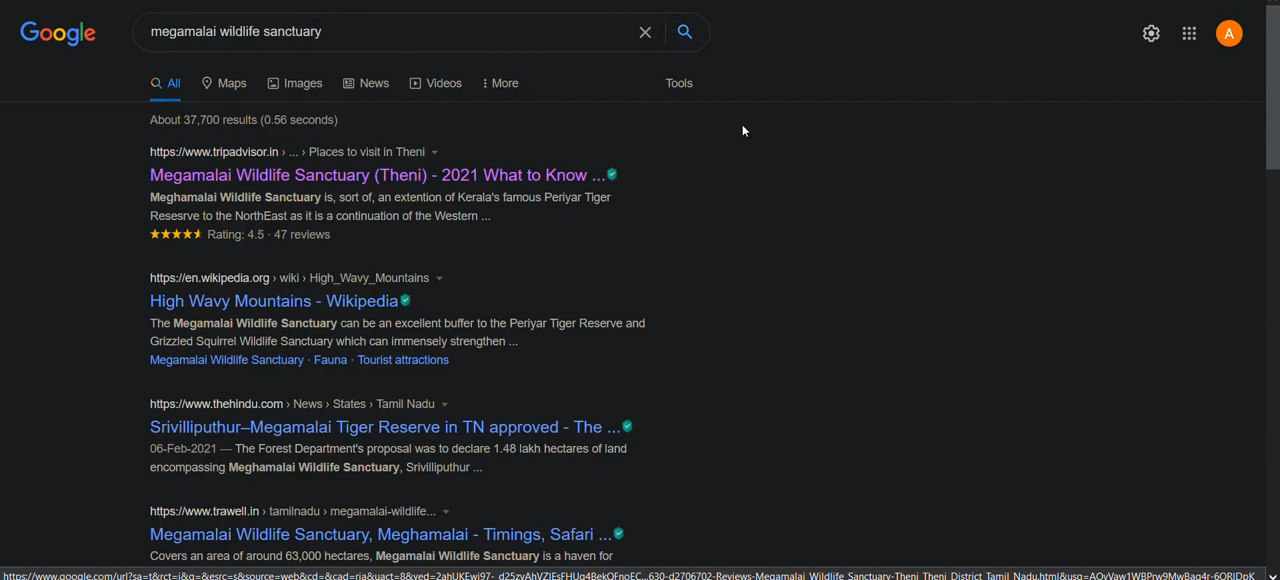 Google
megamalai wildlife sanctuary
A
All Maps Images News Videos More Tools
About 37,700 results (0.56 seconds)
https://www.tripadvisor.in › ... › Places to visit in Theni
Megamalai Wildlife Sanctuary (Theni) - 2021 What to Know ...
Meghamalai Wildlife Sanctuary is, sort of, an extention of Kerala's famous Periyar Tiger
Resesrve to the NorthEast as it is a continuation of the Western ...
Rating: 4.5 · 47 reviews
https://en.wikipedia.org › wiki › High_Wavy_Mountains
High Wavy Mountains - Wikipedia
The Megamalai Wildlife Sanctuary can be an excellent buffer to the Periyar Tiger Reserve and
Grizzled Squirrel Wildlife Sanctuary which can immensely strengthen ...
Megamalai Wildlife Sanctuary · Fauna · Tourist attractions
https://www.thehindu.com › News › States › Tamil Nadu
Srivilliputhur–Megamalai Tiger Reserve in TN approved - The ...
06-Feb-2021 — The Forest Department's proposal was to declare 1.48 lakh hectares of land
encompassing Meghamalai Wildlife Sanctuary, Srivilliputhur ...
https://www.trawell.in › tamilnadu › megamalai-wildlife...
Megamalai Wildlife Sanctuary, Meghamalai - Timings, Safari ...
Covers an area of around 63,000 hectares, Megamalai Wildlife Sanctuary is a haven for